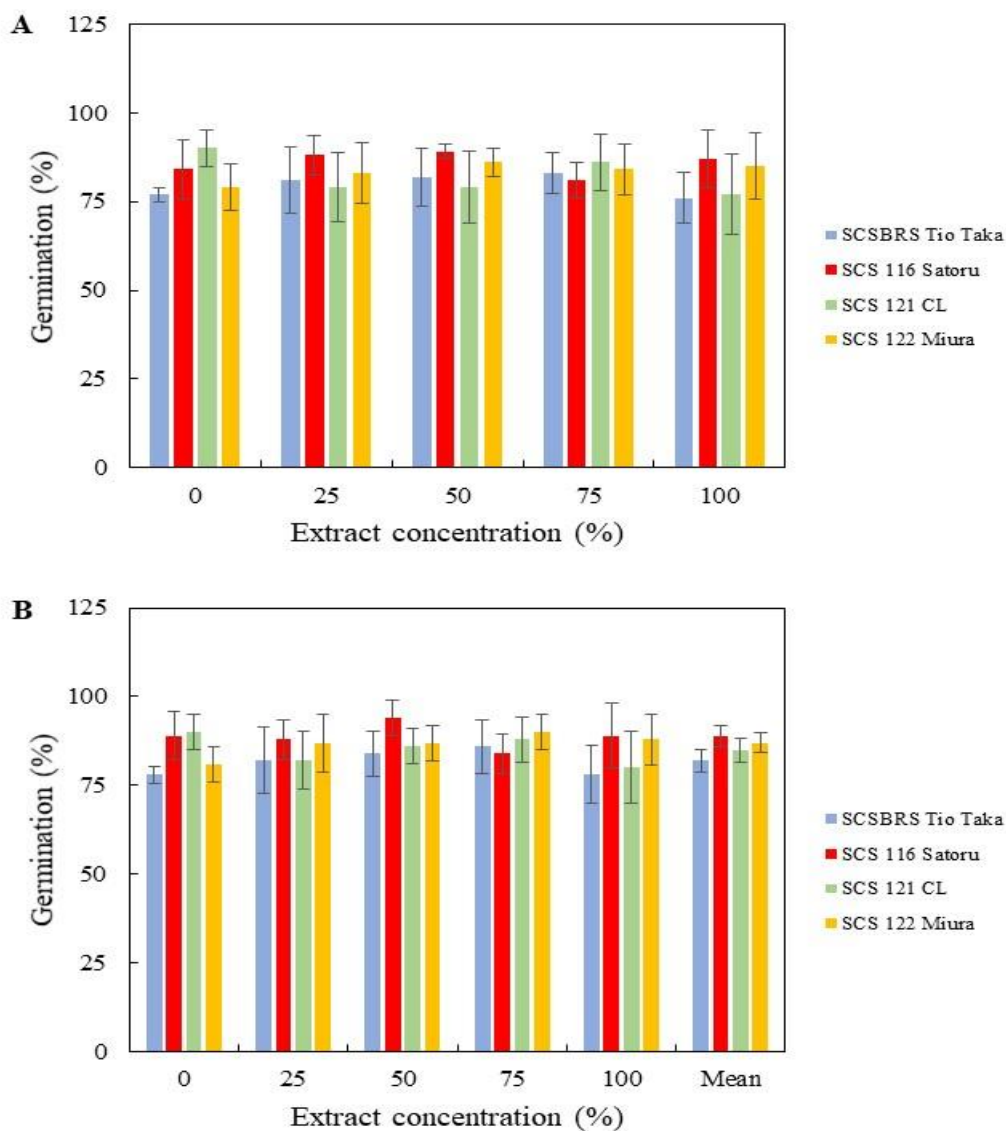 A
125
100
75
50
25
0
Germination (%)
0 25 50 75 100
Extract concentration (%)
SCSBRS Tio Taka
SCS 116 Satoru
SCS 121 CL
SCS 122 Miura
B
125
100
75
50
25
0
Germination (%)
0 25 50 75 100 Mean
Extract concentration (%)
SCSBRS Tio Taka
SCS 116 Satoru
SCS 121 CL
SCS 122 Miura